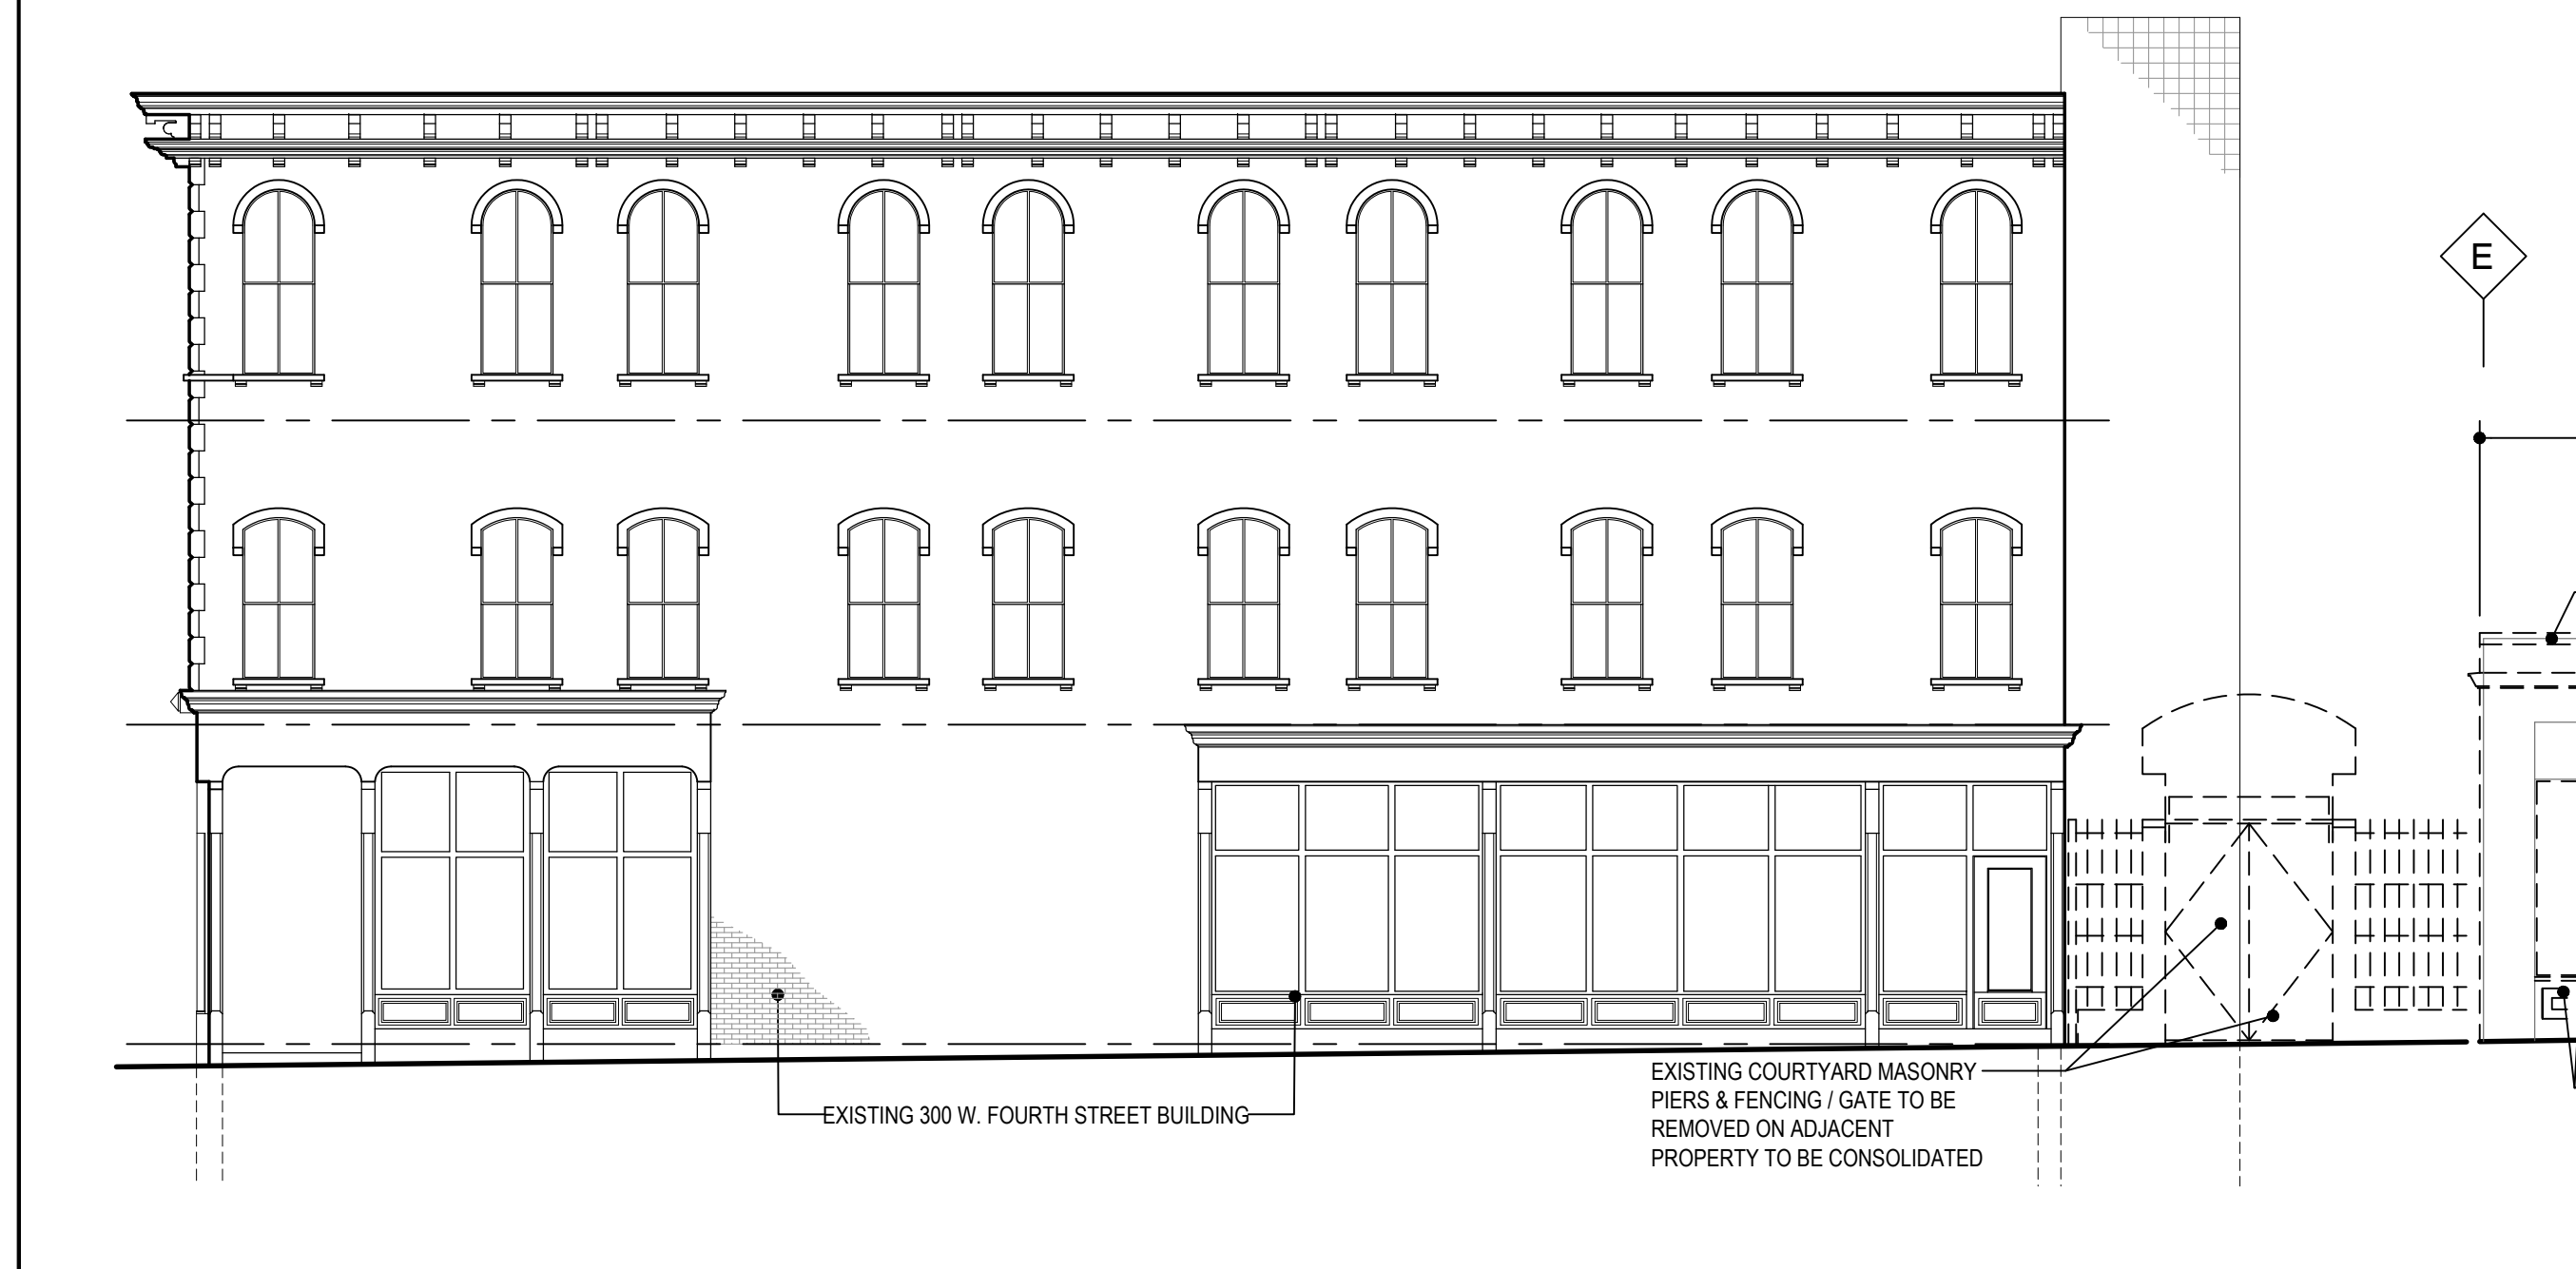 E
EXISTING 300 W. FOURTH STREET BUILDING
EXISTING COURTYARD MASONRY
PIERS & FENCING / GATE TO BE
REMOVED ON ADJACENT
PROPERTY TO BE CONSOLIDATED